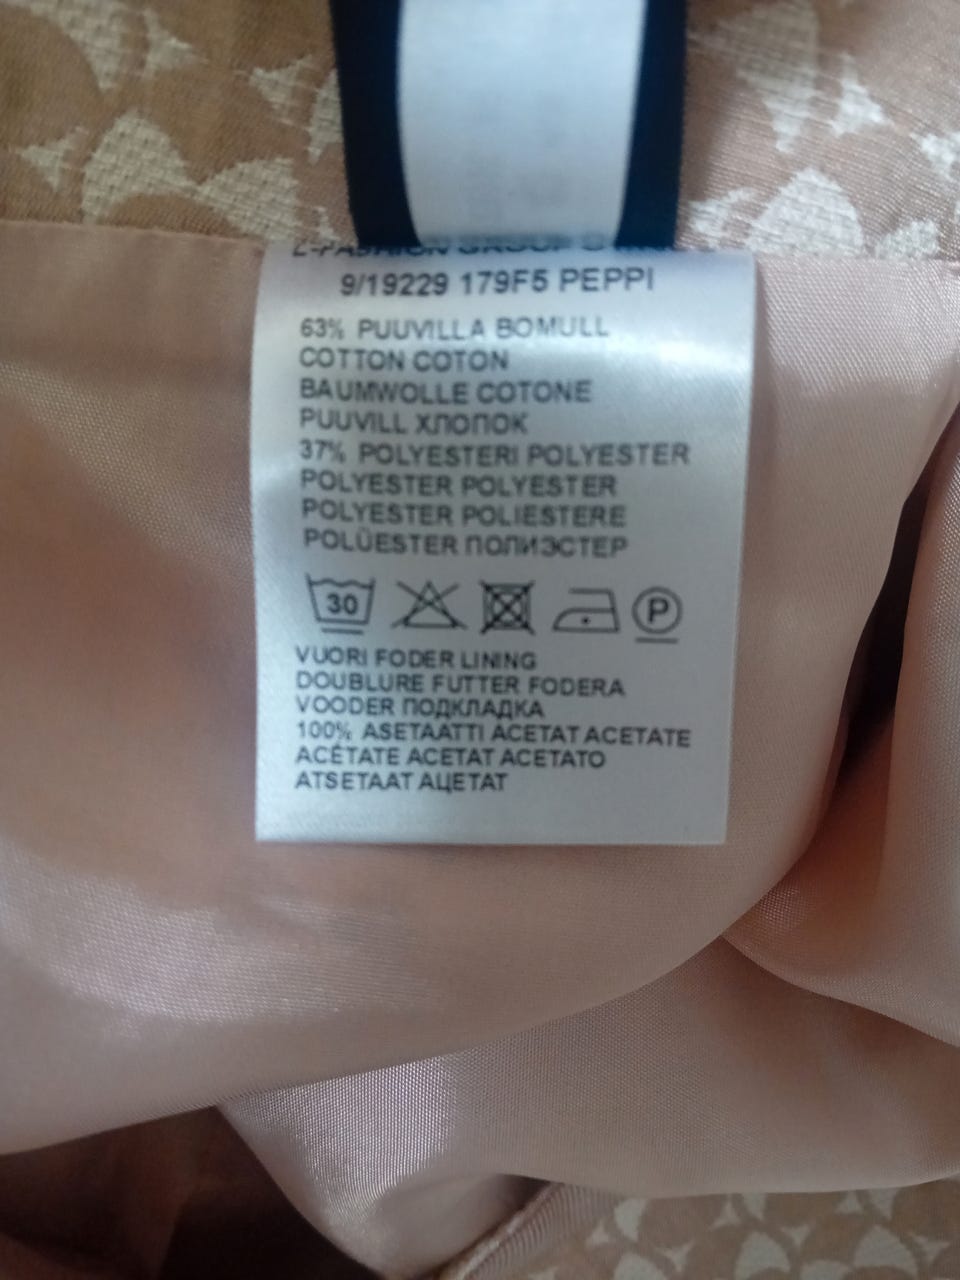 L-FASHION GROUP
9/19229 179F5 PEPPI
63% PUUVILLA BOMULL
COTTON COTON
BAUMWOLLE COTONE
PUUVILL ХЛОПОК
37% POLYESTERI POLYESTER
POLYESTER POLYESTER
POLYESTER POLIESTERE
POLÜESTER ПОЛИЭСТЕР
30 P
VUORI FODER LINING
DOUBLURE FUTTER FODERA
VOODER ПОДКЛАДКА
100% ASETAATTI ACETAT ACETATE
ACÉTATE ACETAT ACETATO
ATSETAAT АЦЕТАТ